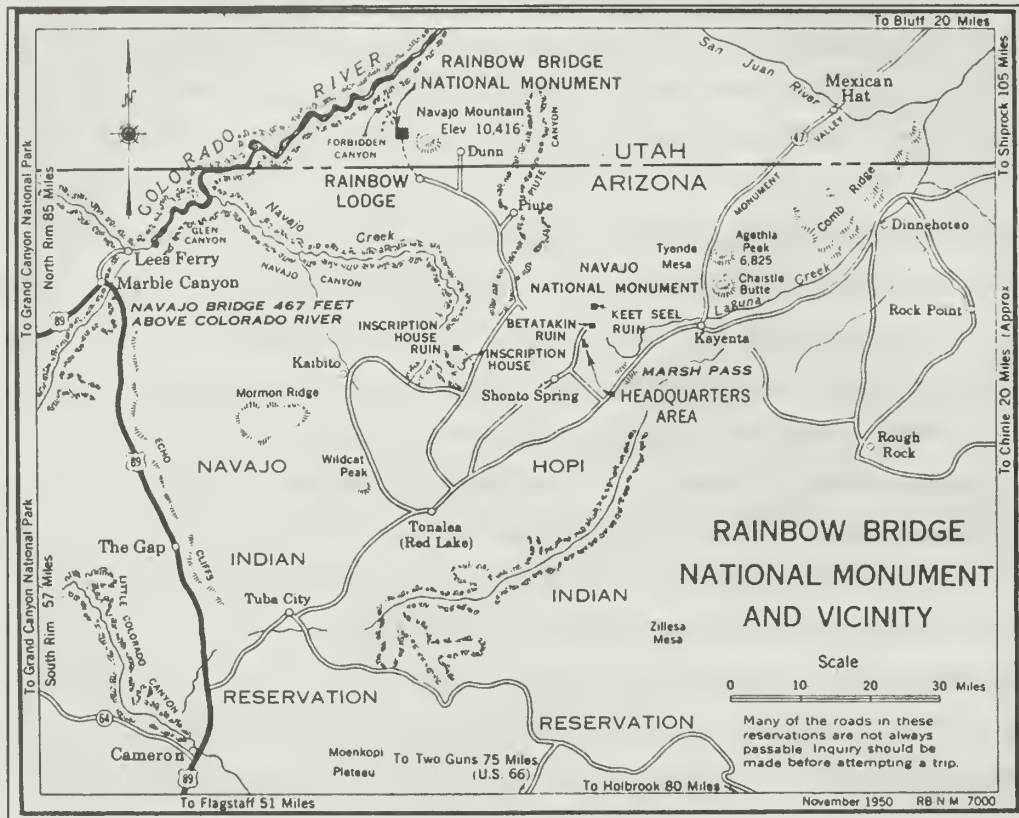 To Bluff 20 Miles
To Shiprock 105 Miles
To Chinle 20 Miles (Approx
To Grand Canyon National Park
North Rim 85 Miles
To Grand Canyon National Park
South Rim 57 Miles
N
COLORADO RIVER
RAINBOW BRIDGE
NATIONAL MONUMENT
Navajo Mountain
Elev 10,416
FORBIDDEN
CANYON
Dunn
RAINBOW
LODGE
PIUTE CANYON
Piute
San Juan River
Mexican
Hat
47
MONUMENT VALLEY
UTAH
ARIZONA
Comb Ridge
Dinnehotso
GLEN
CANYON
Lees Ferry
Marble Canyon
89
NAVAJO BRIDGE 467 FEET
ABOVE COLORADO RIVER
Navajo Creek
NAVAJO CANYON
Tyende
Mesa
Agathla
Peak
6,825
Chaistle
Butte
Laguna Creek
Rock Point
NAVAJO
NATIONAL MONUMENT
KEET SEEL
RUIN
BETATAKIN
RUIN
Kayenta
INSCRIPTION
HOUSE
RUIN
INSCRIPTION
HOUSE
Kaibito
Mormon Ridge
Shonto Spring
MARSH PASS
HEADQUARTERS
AREA
Rough
Rock
89
ECHO CLIFFS
NAVAJO
Wildcat
Peak
HOPI
Tonalea
(Red Lake)
The Gap
INDIAN
INDIAN
Tuba City
Zillesa
Mesa
LITTLE COLORADO CANYON
RESERVATION
RESERVATION
64
Cameron
89
Moenkopi
Plateau
To Two Guns 75 Miles
(U.S. 66)
To Holbrook 80 Miles
To Flagstaff 51 Miles
RAINBOW BRIDGE
NATIONAL MONUMENT
AND VICINITY
Scale
0 10 20 30 Miles
Many of the roads in these
reservations are not always
passable. Inquiry should be
made before attempting a trip.
November 1950 RB-N M 7000